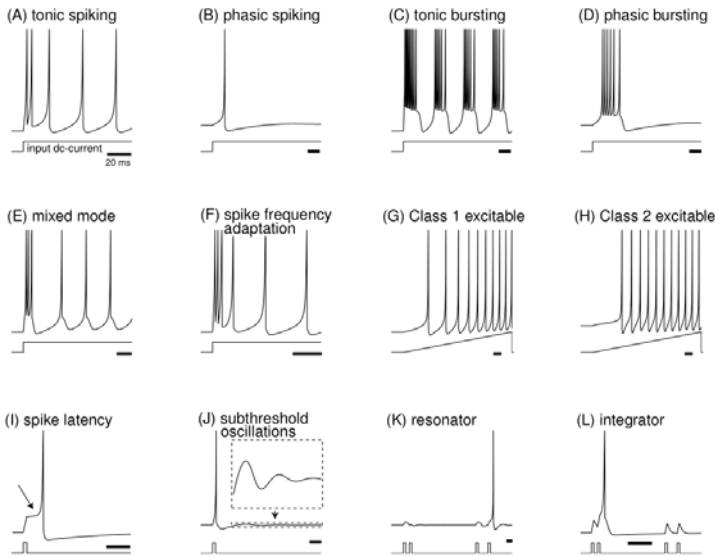 (A) tonic spiking
(B) phasic spiking
(C) tonic bursting
(D) phasic bursting
input dc-current
20 ms
(E) mixed mode
(F) spike frequency
adaptation
(G) Class 1 excitable
(H) Class 2 excitable
(I) spike latency
(J) subthreshold
oscillations
(K) resonator
(L) integrator